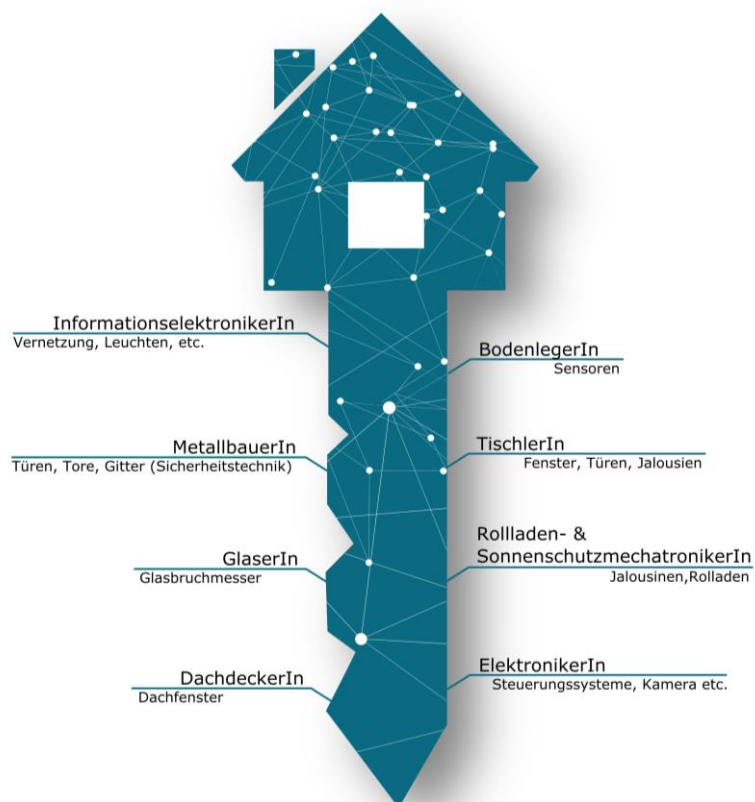 InformationselektronikerIn
Vernetzung, Leuchten, etc.
BodenlegerIn
Sensoren
MetallbauerIn
Türen, Tore, Gitter (Sicherheitstechnik)
TischlerIn
Fenster, Türen, Jalousien
Rollladen- &
SonnenschutzmechatronikerIn
Jalousinen,Rolladen
GlaserIn
Glasbruchmesser
ElektronikerIn
Steuerungssysteme, Kamera etc.
DachdeckerIn
Dachfenster